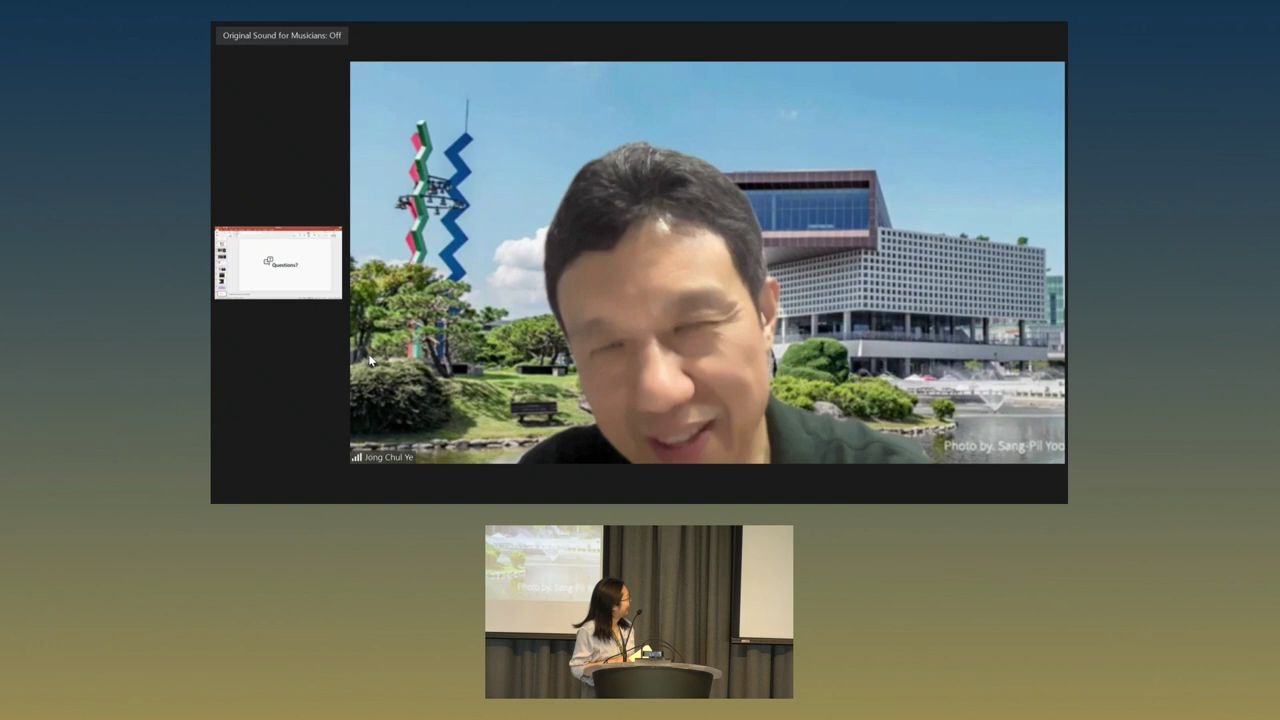 Original Sound for Musicians: Off
Questions?
Photo by. Sang-Pil Yoo
Jong Chul Ye